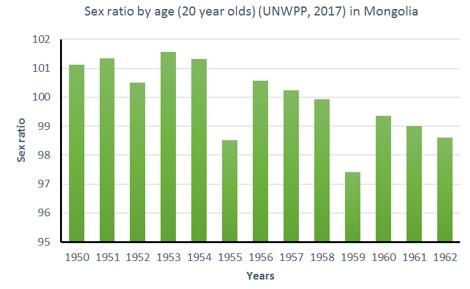 Sex ratio by age (20 year olds) (UNWPP, 2017) in Mongolia
102
101
100
99
98
97
96
95
Sex ratio
1950 1951 1952 1953 1954 1955 1956 1957 1958 1959 1960 1961 1962
Years